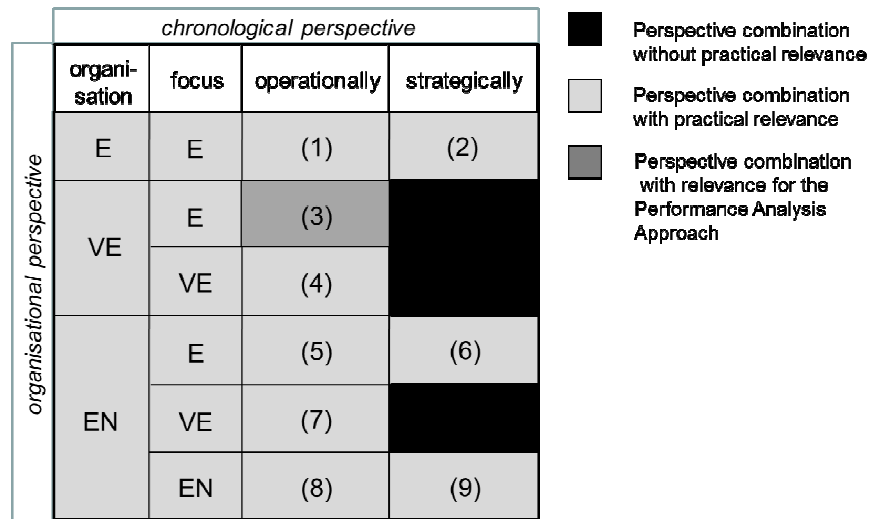 chronological perspective
organisational perspective
organi-
sation
focus
operationally
strategically
E
E
(1)
(2)
VE
E
(3)
VE
(4)
EN
E
(5)
(6)
VE
(7)
EN
(8)
(9)
Perspective combination
without practical relevance
Perspective combination
with practical relevance
Perspective combination
with relevance for the
Performance Analysis
Approach